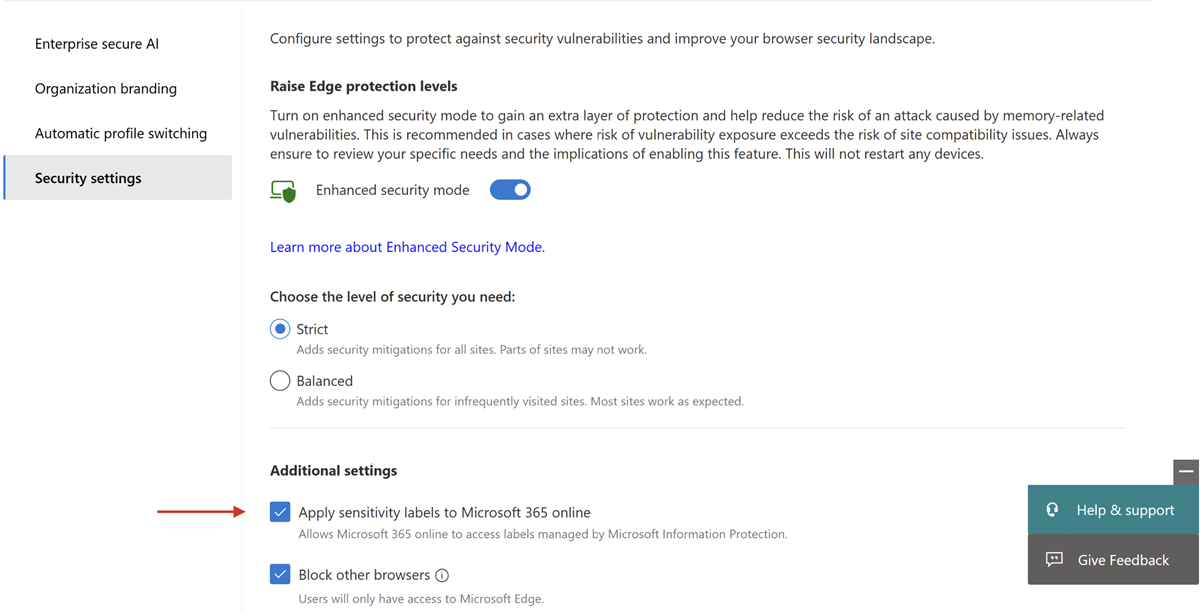 Enterprise secure AI
Organization branding
Automatic profile switching
Security settings
Configure settings to protect against security vulnerabilities and improve your browser security landscape.
Raise Edge protection levels
Turn on enhanced security mode to gain an extra layer of protection and help reduce the risk of an attack caused by memory-related
vulnerabilities. This is recommended in cases where risk of vulnerability exposure exceeds the risk of site compatibility issues. Always
ensure to review your specific needs and the implications of enabling this feature. This will not restart any devices.
Enhanced security mode
Learn more about Enhanced Security Mode.
Choose the level of security you need:
Strict
Adds security mitigations for all sites. Parts of sites may not work.
Balanced
Adds security mitigations for infrequently visited sites. Most sites work as expected.
Additional settings
Apply sensitivity labels to Microsoft 365 online
Allows Microsoft 365 online to access labels managed by Microsoft Information Protection.
Block other browsers
Users will only have access to Microsoft Edge.
Help & support
Give Feedback